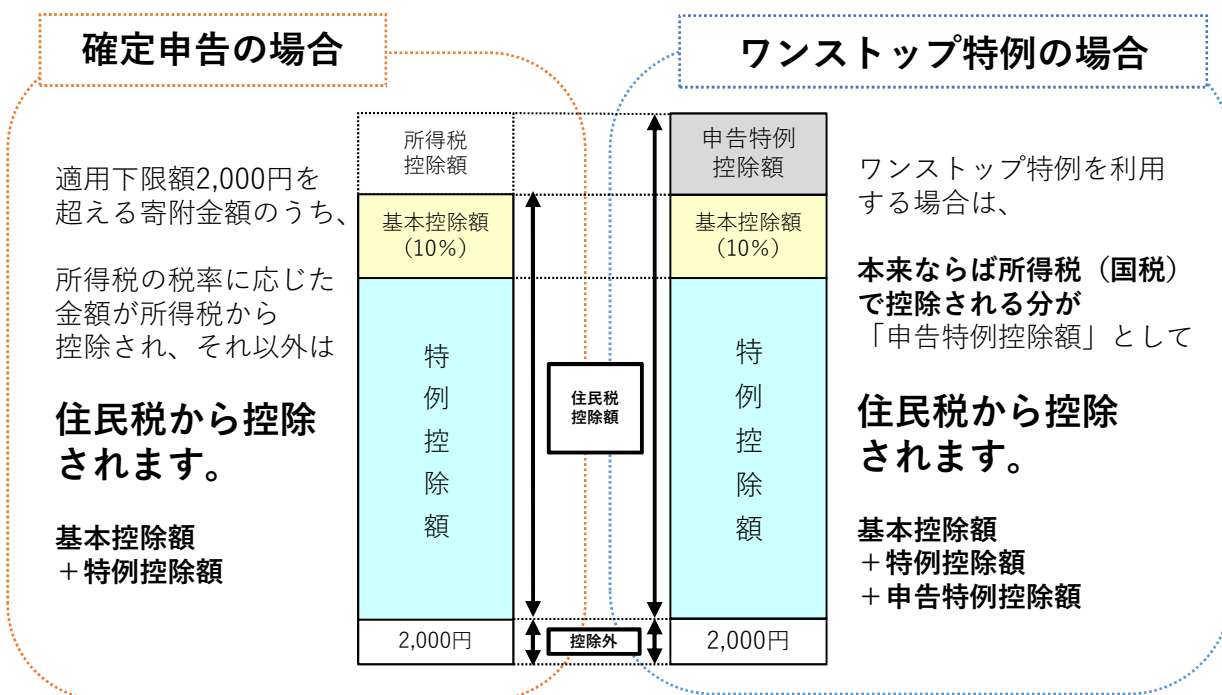 確定申告の場合
適用下限額2,000円を
超える寄附金額のうち、
所得税の税率に応じた
金額が所得税から
控除され、それ以外は
住民税から控除
されます。
基本控除額
＋特例控除額
所得税
控除額
基本控除額
(10%)
特
例
控
除
額
2,000円
住民税
控除額
控除外
ワンストップ特例の場合
申告特例
控除額
基本控除額
(10%)
特
例
控
除
額
2,000円
ワンストップ特例を利用
する場合は、
本来ならば所得税（国税）
で控除される分が
「申告特例控除額」として
住民税から控除
されます。
基本控除額
＋特例控除額
＋申告特例控除額